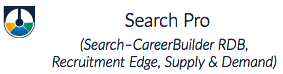 Search Pro
(Search–CareerBuilder RDB,
Recruitment Edge, Supply & Demand)